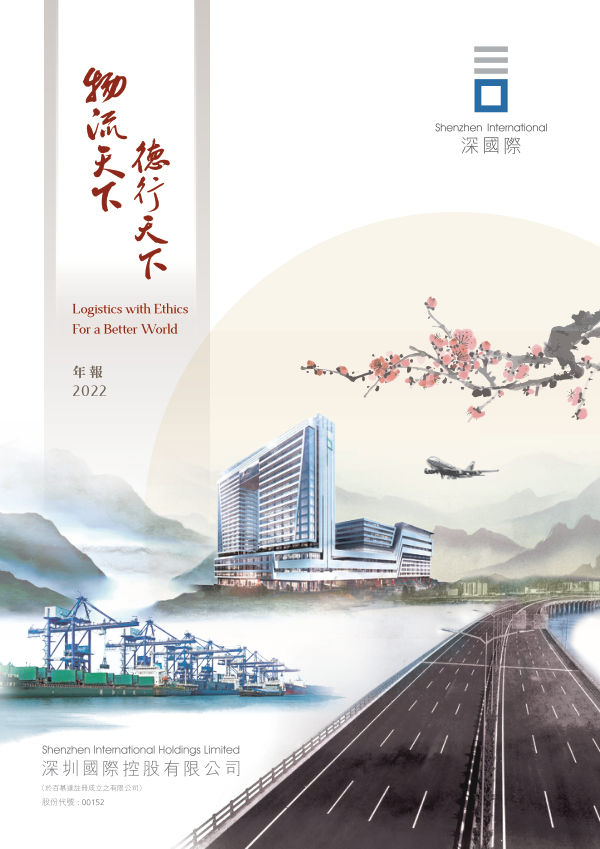 物流天下
德行天下
Logistics with Ethics
For a Better World
年報
2022
Shenzhen International
深國際
Shenzhen International Holdings Limited
深圳國際控股有限公司
(於百慕達註冊成立之有限公司)
股份代號 : 00152